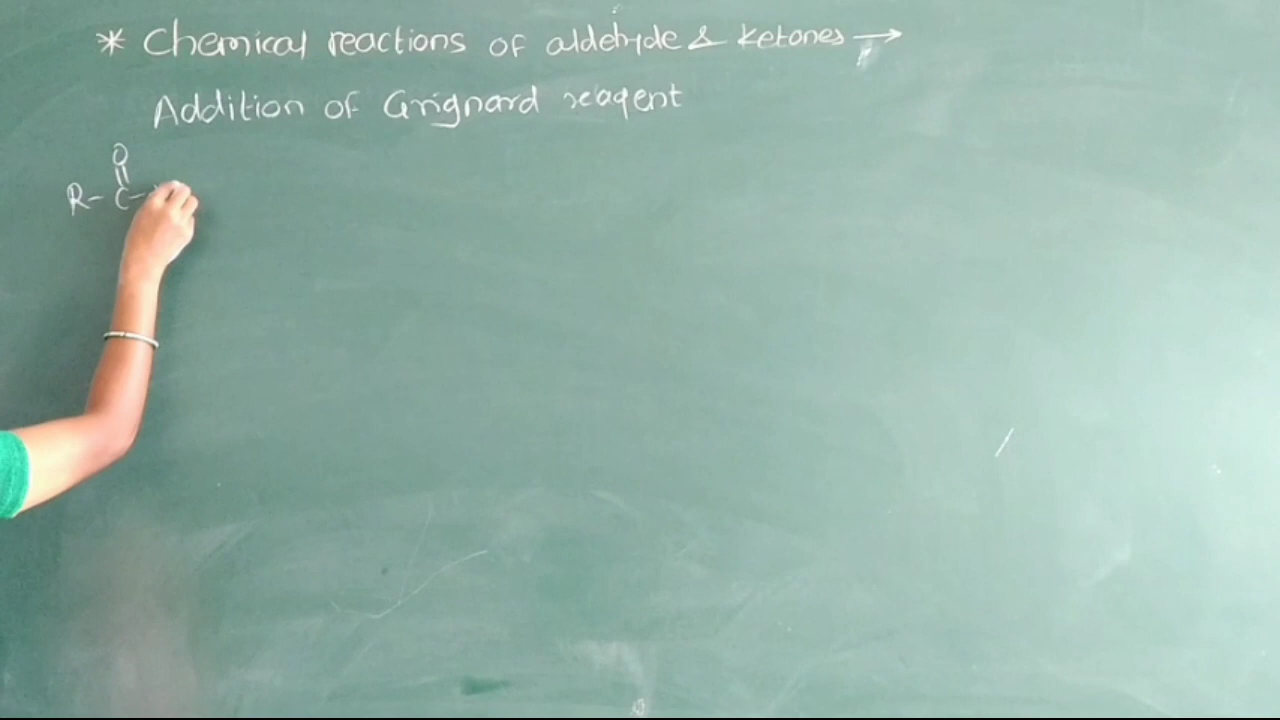 * Chemical reactions of aldehyde & ketones →
Addition of Grignard reagent
O
||
R - C -